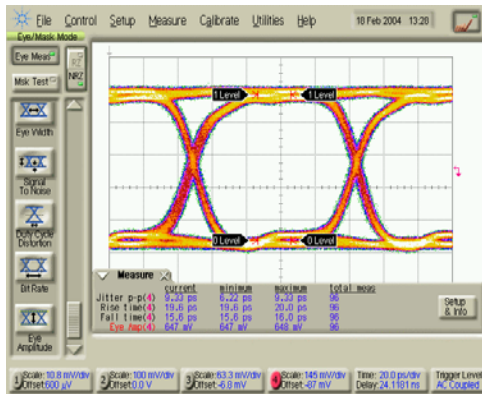 File Control Setup Measure Calibrate Utilities Help 18 Feb 2004 13:28
Eye/Mask Mode
Eye Meas
RZ
NRZ
Msk Test
Eye Width
Signal To Noise
Duty Cycle Distortion
Bit Rate
Eye Amplitude
1 Level 1 Level
0 Level 0 Level
Measure
current minimum maximum total meas
Jitter p-p(4) 9.33 ps 6.22 ps 9.33 ps 96
Rise time(4) 19.6 ps 19.6 ps 20.0 ps 96
Fall time(4) 15.6 ps 15.6 ps 16.0 ps 96
Eye Amp(4) 647 mV 647 mV 648 mV 96
Setup & Info
1 Scale: 10.8 mV/div Offset: 600 µV
2 Scale: 100 mV/div Offset: 0.0 V
3 Scale: 63.3 mV/div Offset: -6.8 mV
4 Scale: 145 mV/div Offset: -87 mV
Time: 20.0 ps/div Delay: 24.1181 ns
Trigger Level AC Coupled